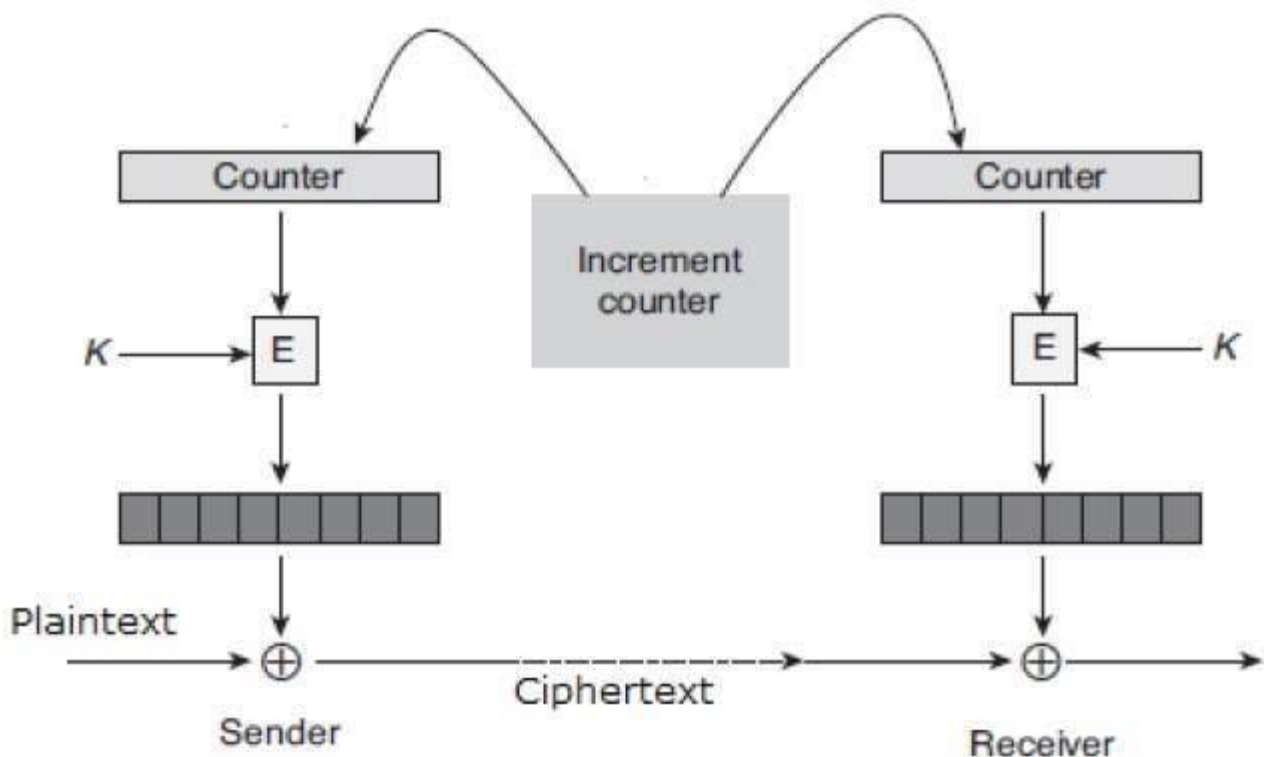 Counter
Counter
Increment
counter
K
E
E
K
Plaintext
Ciphertext
Sender
Receiver